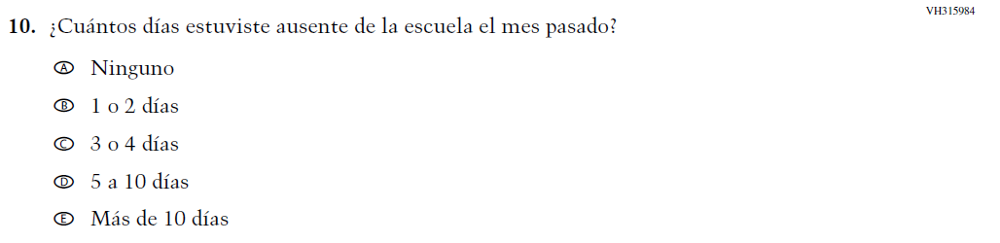 VH315984
10. ¿Cuántos días estuviste ausente de la escuela el mes pasado?
A Ninguno
B 1 o 2 días
C 3 o 4 días
D 5 a 10 días
E Más de 10 días